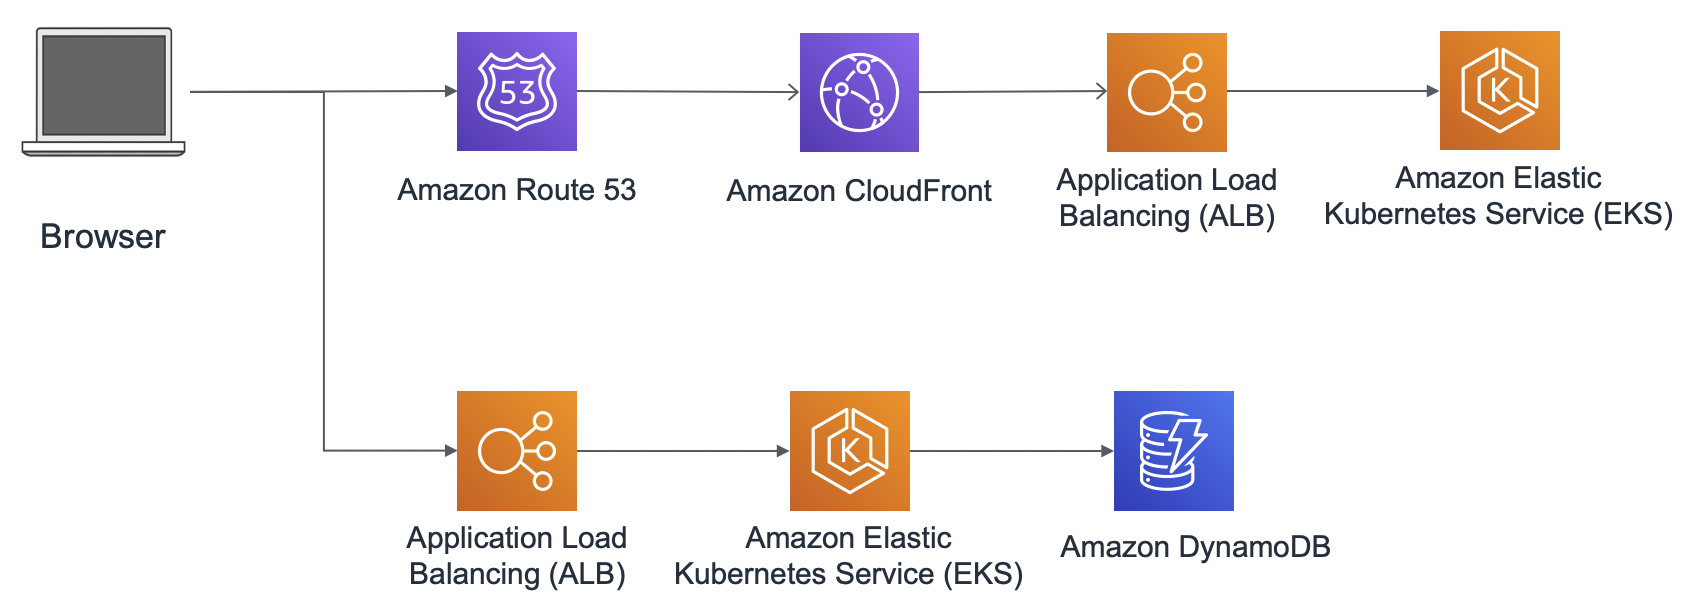 53
K
Amazon Route 53
Amazon CloudFront
Application Load
Balancing (ALB)
Amazon Elastic
Kubernetes Service (EKS)
Browser
K
Application Load
Balancing (ALB)
Amazon Elastic
Kubernetes Service (EKS)
Amazon DynamoDB